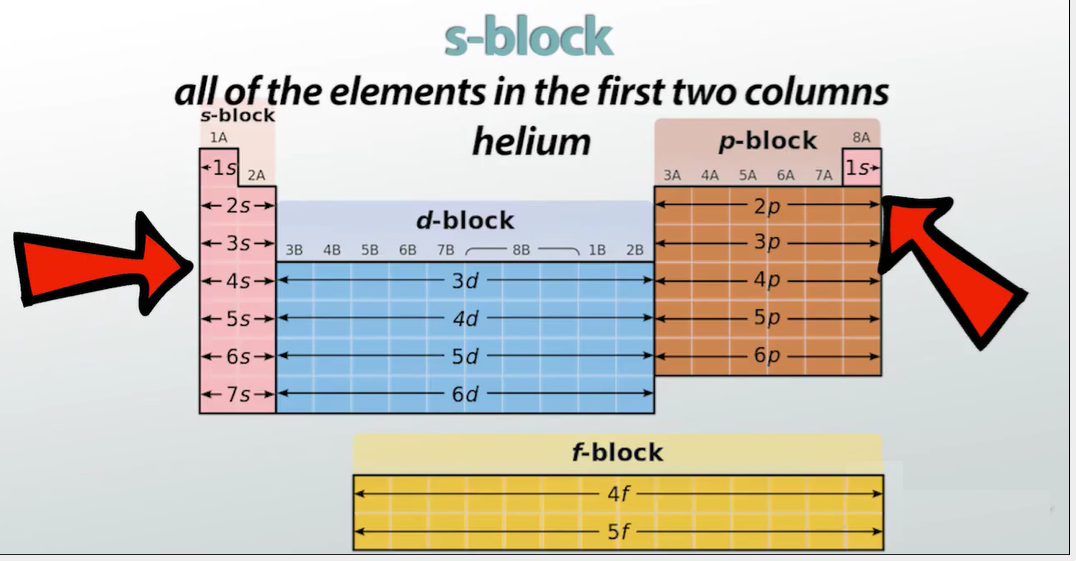 s-block
all of the elements in the first two columns
helium
s-block
1A
1s
2A
2s
3s
4s
5s
6s
7s
d-block
3B 4B 5B 6B 7B 8B 1B 2B
3d
4d
5d
6d
p-block
8A
1s
3A 4A 5A 6A 7A
2p
3p
4p
5p
6p
f-block
4f
5f